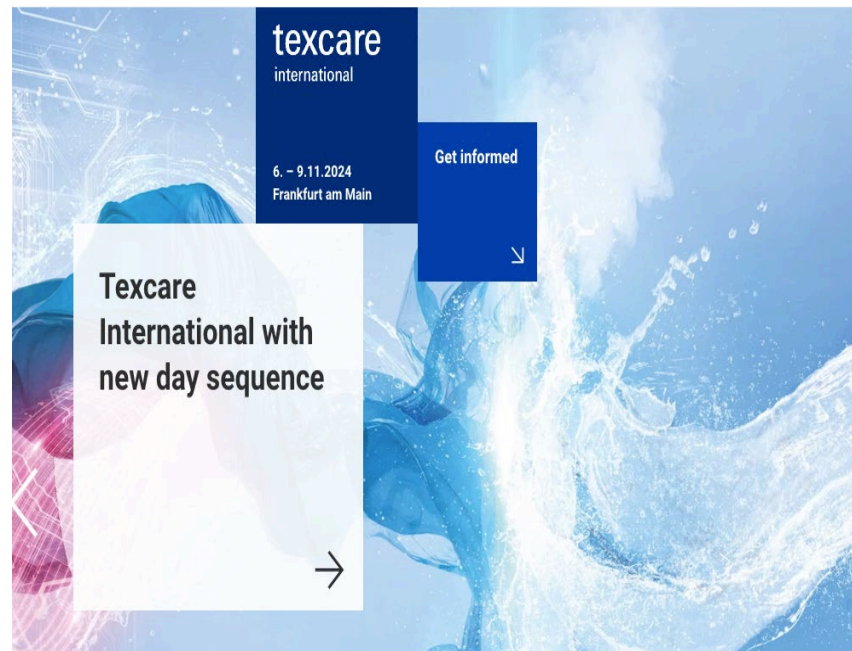 texcare
international
6. – 9.11.2024
Frankfurt am Main
Get informed
Texcare
International with
new day sequence